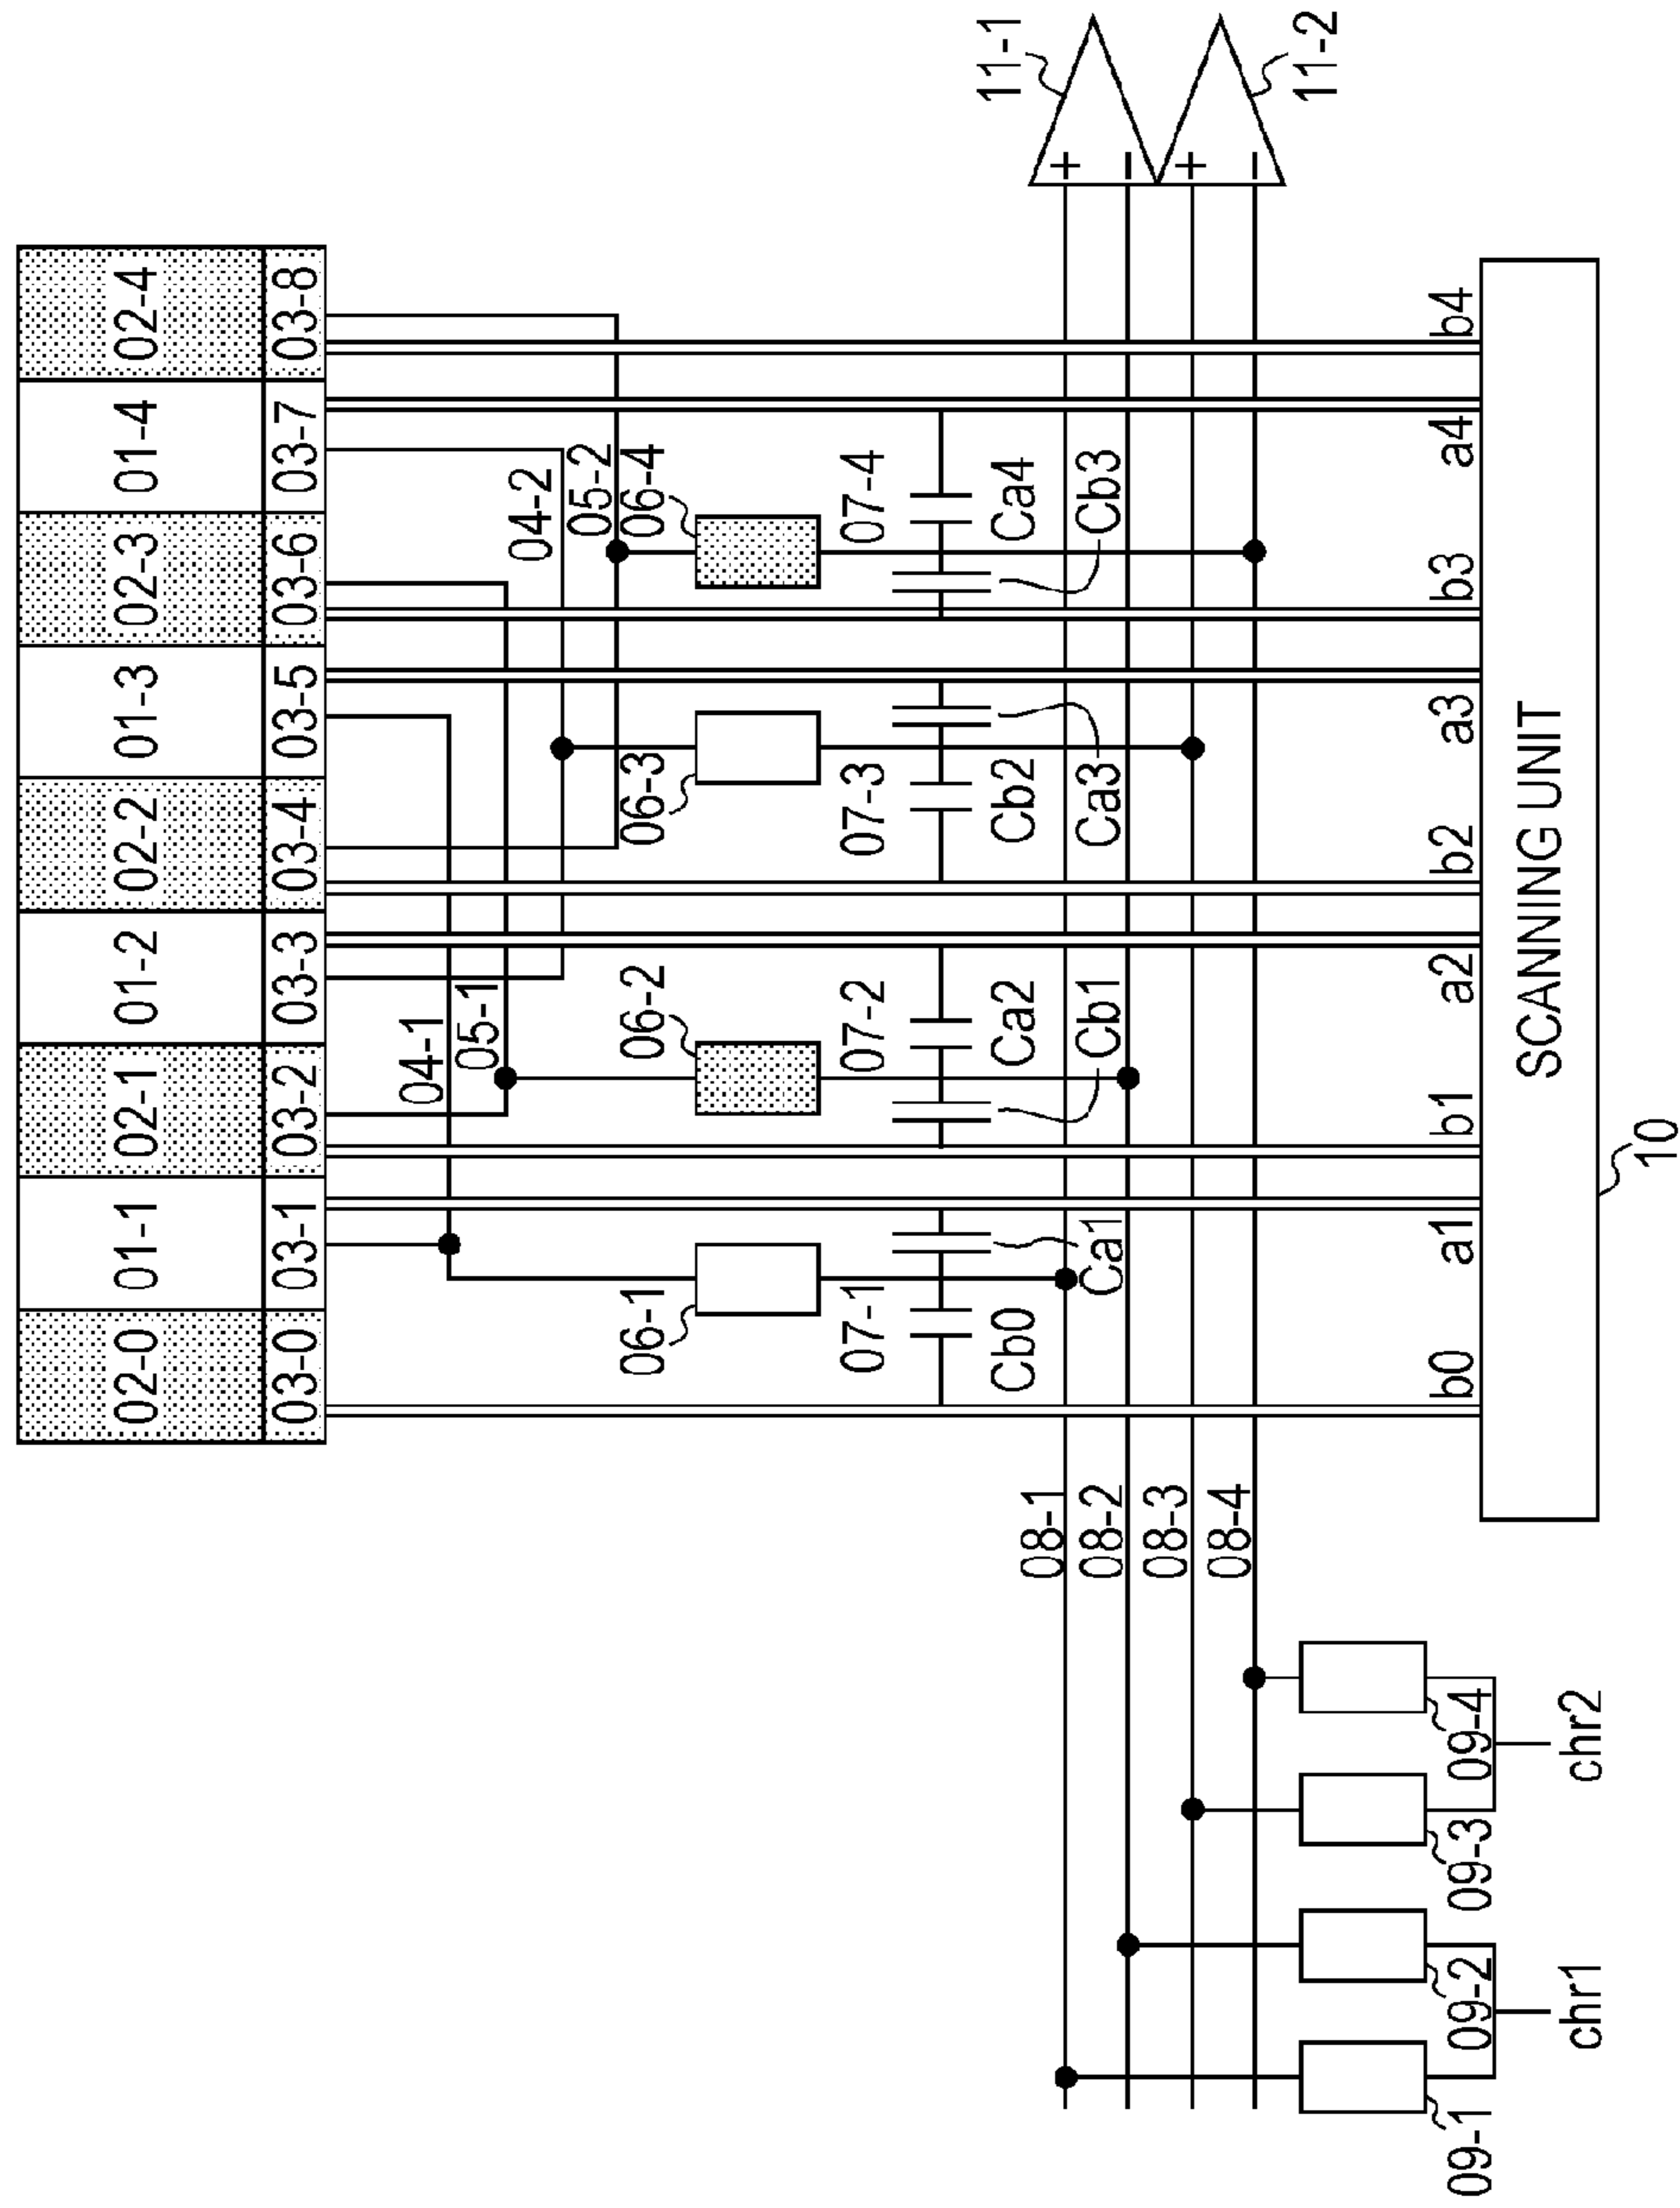 02-0 01-1 02-1 01-2 02-2 01-3 02-3 01-4 02-4
03-0 03-1 03-2 03-3 03-4 03-5 03-6 03-7 03-8
04-1
05-1
04-2
05-2
06-1 06-2 06-3 06-4
07-1 07-2 07-3 07-4
Cb0 Ca2 Cb2 Ca4
Ca1 Cb1 Ca3 Cb3
11-1
+
−
+
−
11-2
08-1
08-2
08-3
08-4
b0 a1 b1 a2 b2 a3 b3 a4 b4
SCANNING UNIT
10
09-1 09-2 09-3 09-4
chr1 chr2